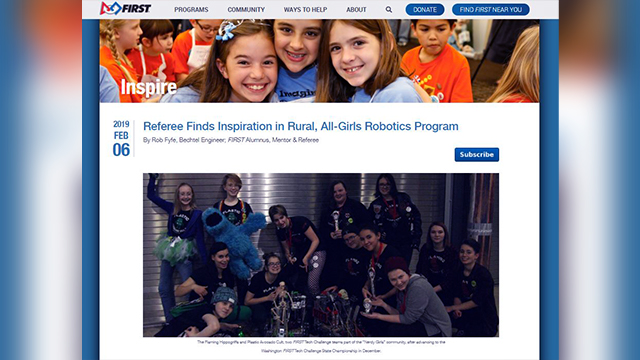 FIRST PROGRAMS COMMUNITY WAYS TO HELP ABOUT DONATE FIND FIRST NEAR YOU
Inspire
2019
FEB
06
Referee Finds Inspiration in Rural, All-Girls Robotics Program
By Rob Fyfe, Bechtel Engineer, FIRST Alumnus, Mentor & Referee
Subscribe
The Flaming Hippogriffs and Plastic Avocado Cult, two FIRST Tech Challenge teams part of the "Nerdy Girls" community, after advancing to the
Washington FIRST Tech Challenge State Championship in December.